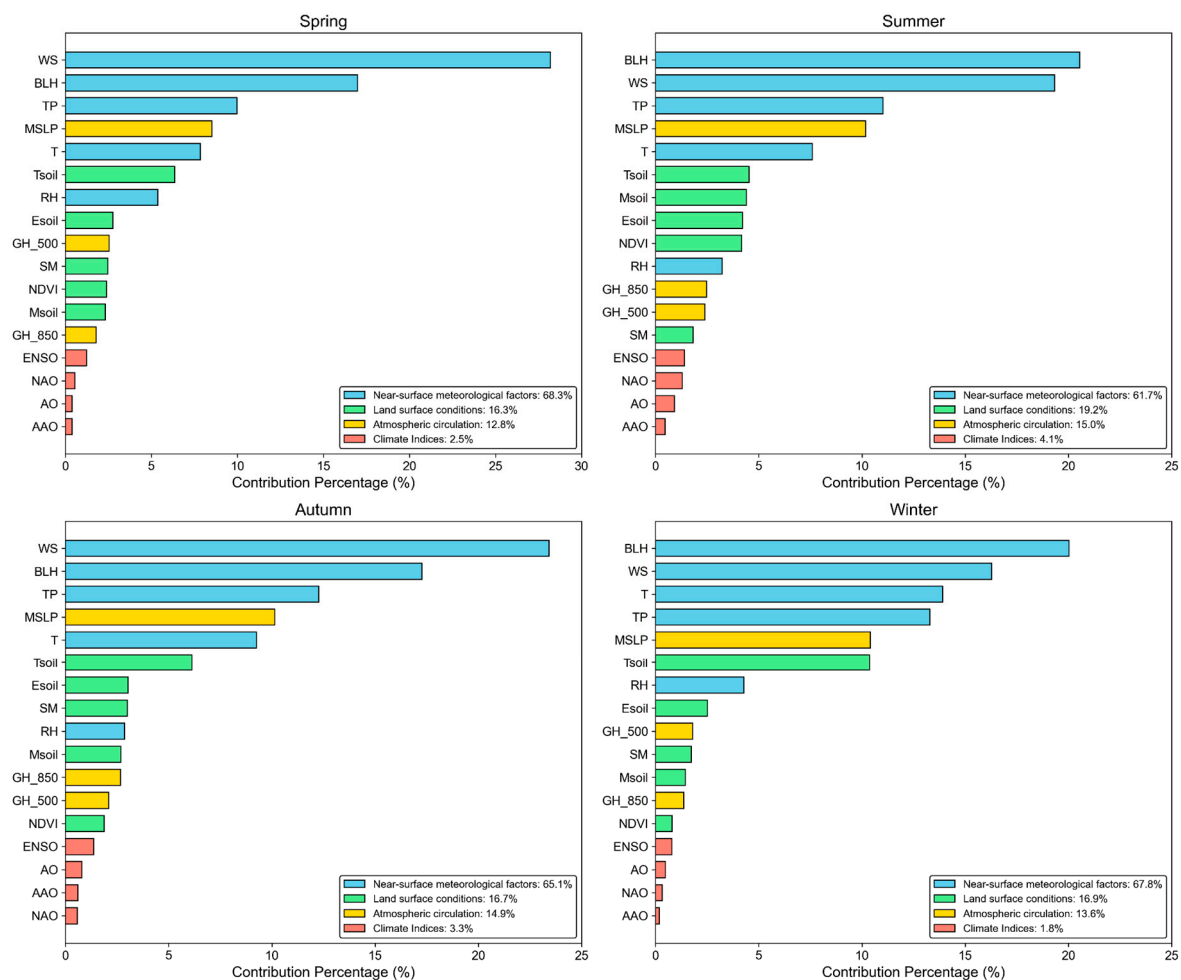 Spring
WS
BLH
TP
MSLP
T
Tsoil
RH
Esoil
GH_500
SM
NDVI
Msoil
GH_850
ENSO
NAO
AO
AAO
Near-surface meteorological factors: 68.3%
Land surface conditions: 16.3%
Atmospheric circulation: 12.8%
Climate Indices: 2.5%
0 5 10 15 20 25 30
Contribution Percentage (%)
Summer
BLH
WS
TP
MSLP
T
Tsoil
Msoil
Esoil
NDVI
RH
GH_850
GH_500
SM
ENSO
NAO
AO
AAO
Near-surface meteorological factors: 61.7%
Land surface conditions: 19.2%
Atmospheric circulation: 15.0%
Climate Indices: 4.1%
0 5 10 15 20 25
Contribution Percentage (%)
Autumn
WS
BLH
TP
MSLP
T
Tsoil
Esoil
SM
RH
Msoil
GH_850
GH_500
NDVI
ENSO
AO
AAO
NAO
Near-surface meteorological factors: 65.1%
Land surface conditions: 16.7%
Atmospheric circulation: 14.9%
Climate Indices: 3.3%
0 5 10 15 20 25
Contribution Percentage (%)
Winter
BLH
WS
T
TP
MSLP
Tsoil
RH
Esoil
GH_500
SM
Msoil
GH_850
NDVI
ENSO
AO
NAO
AAO
Near-surface meteorological factors: 67.8%
Land surface conditions: 16.9%
Atmospheric circulation: 13.6%
Climate Indices: 1.8%
0 5 10 15 20 25
Contribution Percentage (%)